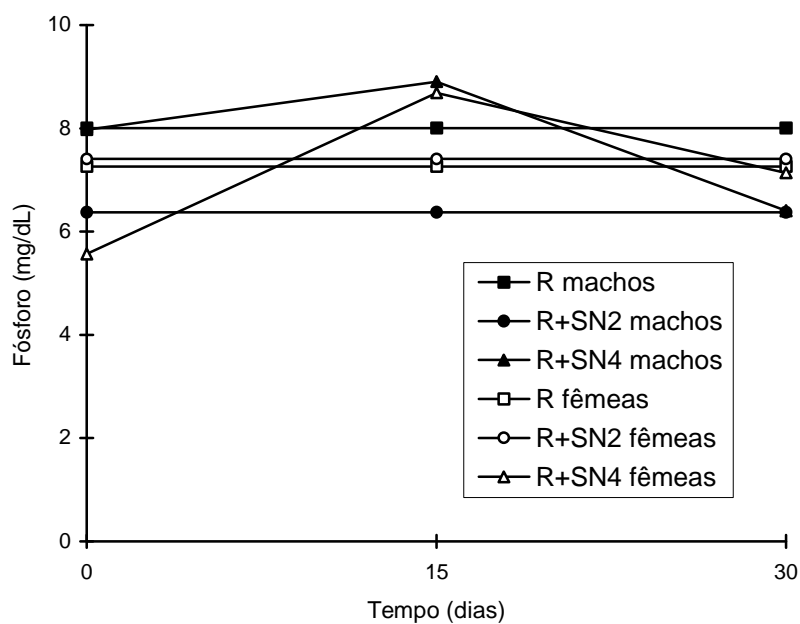 10
8
6
4
2
0
Fósforo (mg/dL)
R machos
R+SN2 machos
R+SN4 machos
R fêmeas
R+SN2 fêmeas
R+SN4 fêmeas
0 15 30
Tempo (dias)